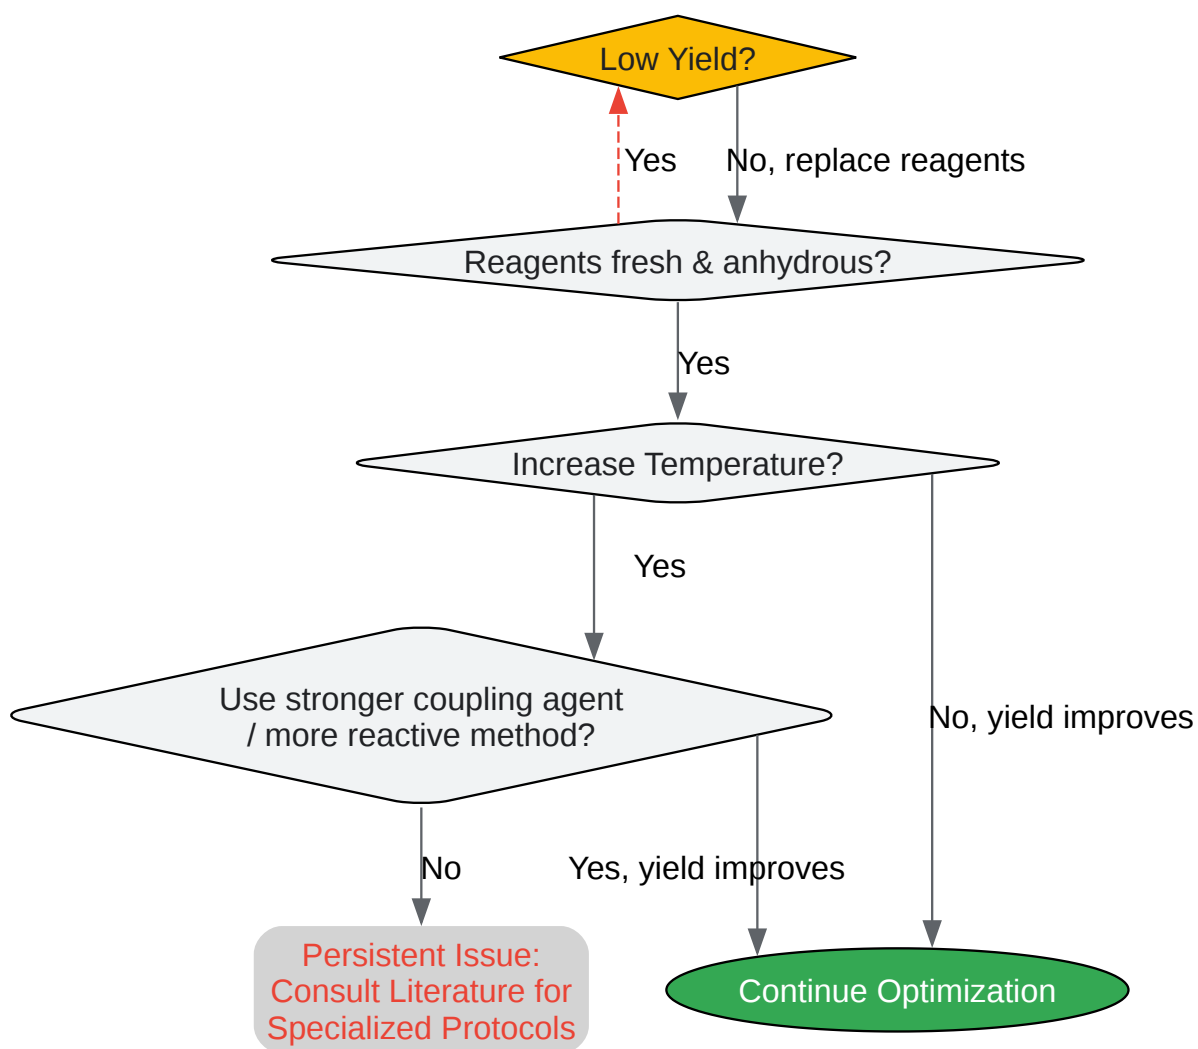 Low Yield?
Yes
No, replace reagents
Reagents fresh & anhydrous?
Yes
Increase Temperature?
Yes
Use stronger coupling agent
/ more reactive method?
No, yield improves
No
Yes, yield improves
Persistent Issue:
Consult Literature for
Specialized Protocols
Continue Optimization